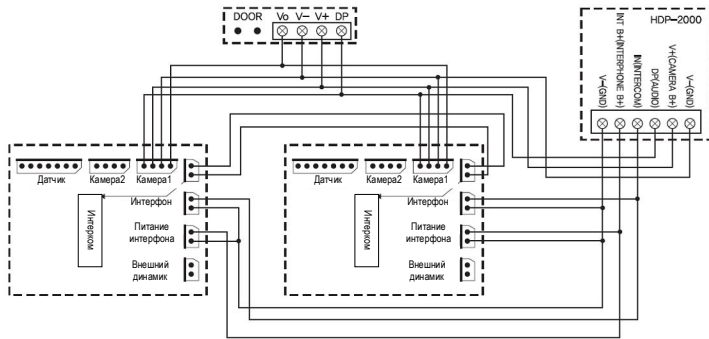 DOOR Vo V- V+ DP
HDP-2000
V-(GND)
INT B+(INTERPHONE B+)
IN(INTERCOM)
DP(AUDIO)
V+(CAMERA B+)
V-(GND)
Датчик Камера2 Камера1
Интерфон
Интерком
Питание
интерфона
Внешний
динамик
Датчик Камера2 Камера1
Интерфон
Интерком
Питание
интерфона
Внешний
динамик